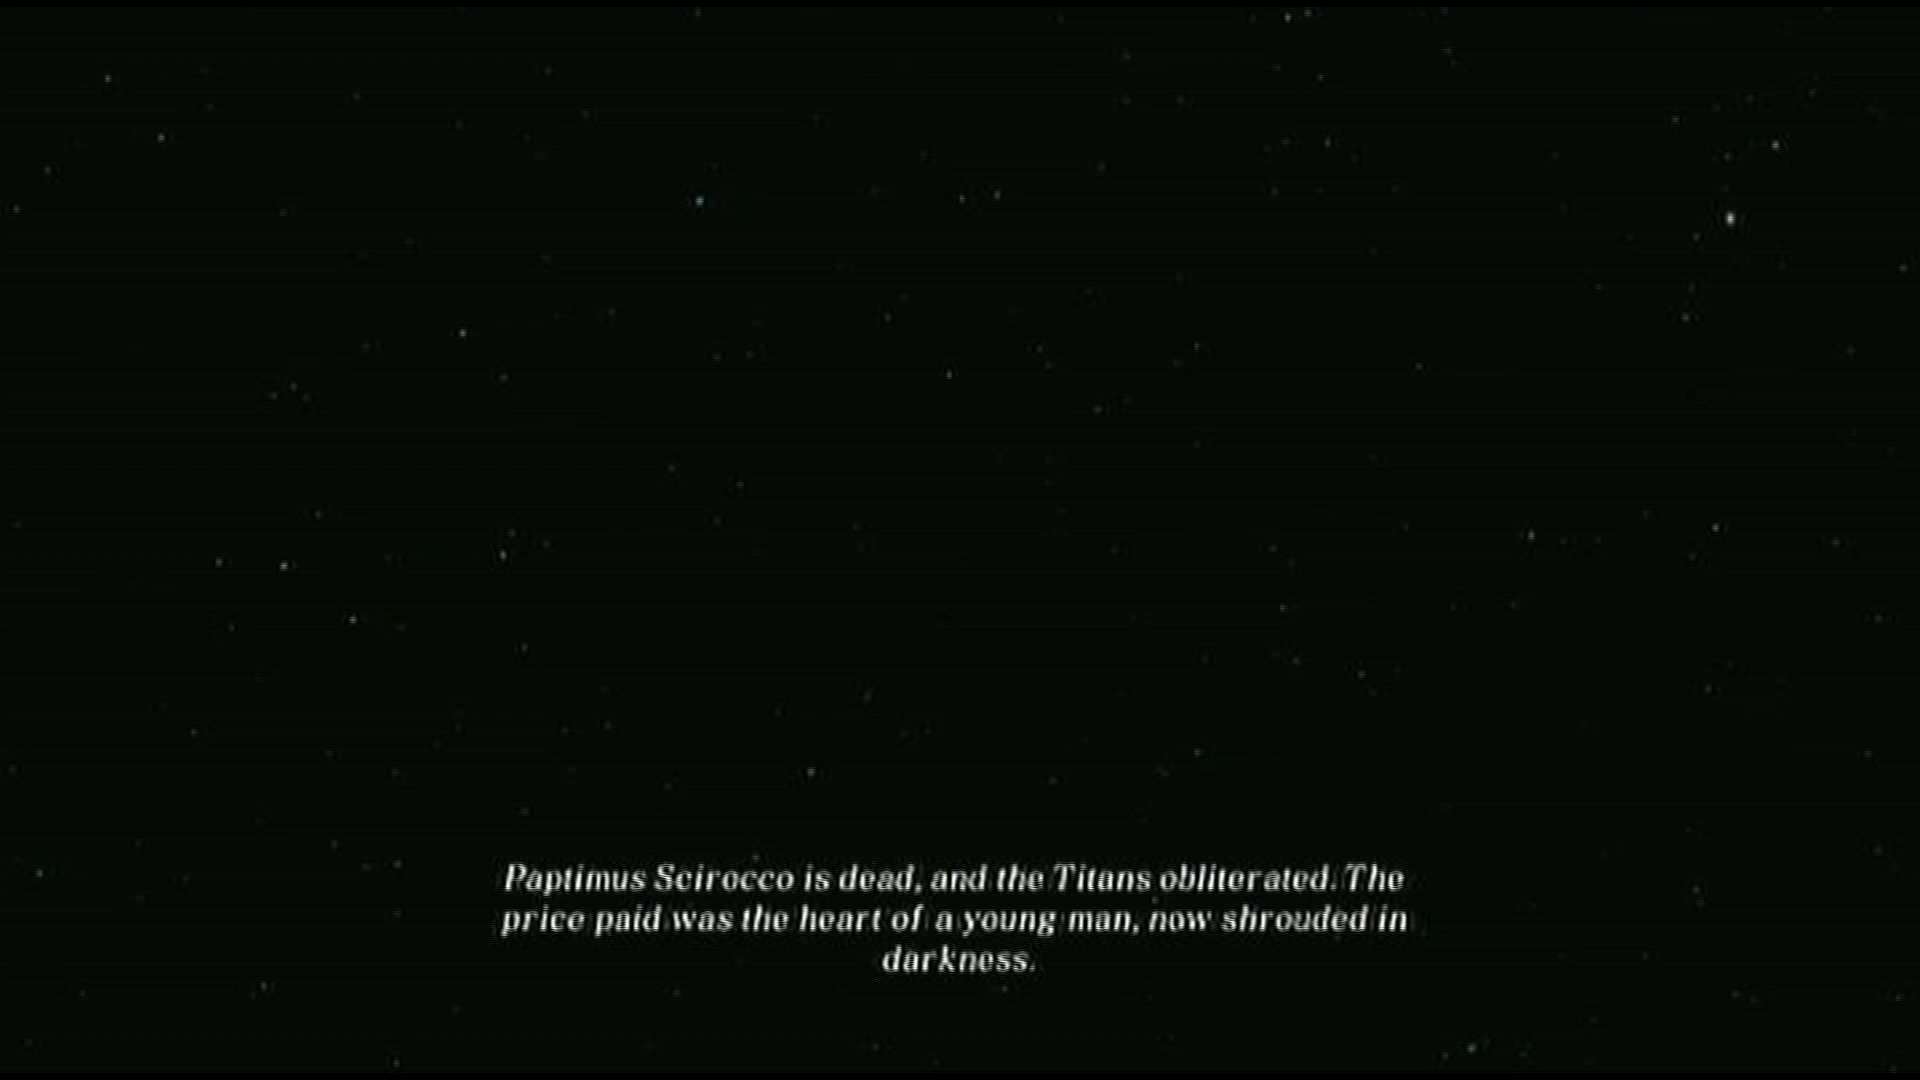 Paptimus Scirocco is dead, and the Titans obliterated. The
price paid was the heart of a young man, now shrouded in
darkness.